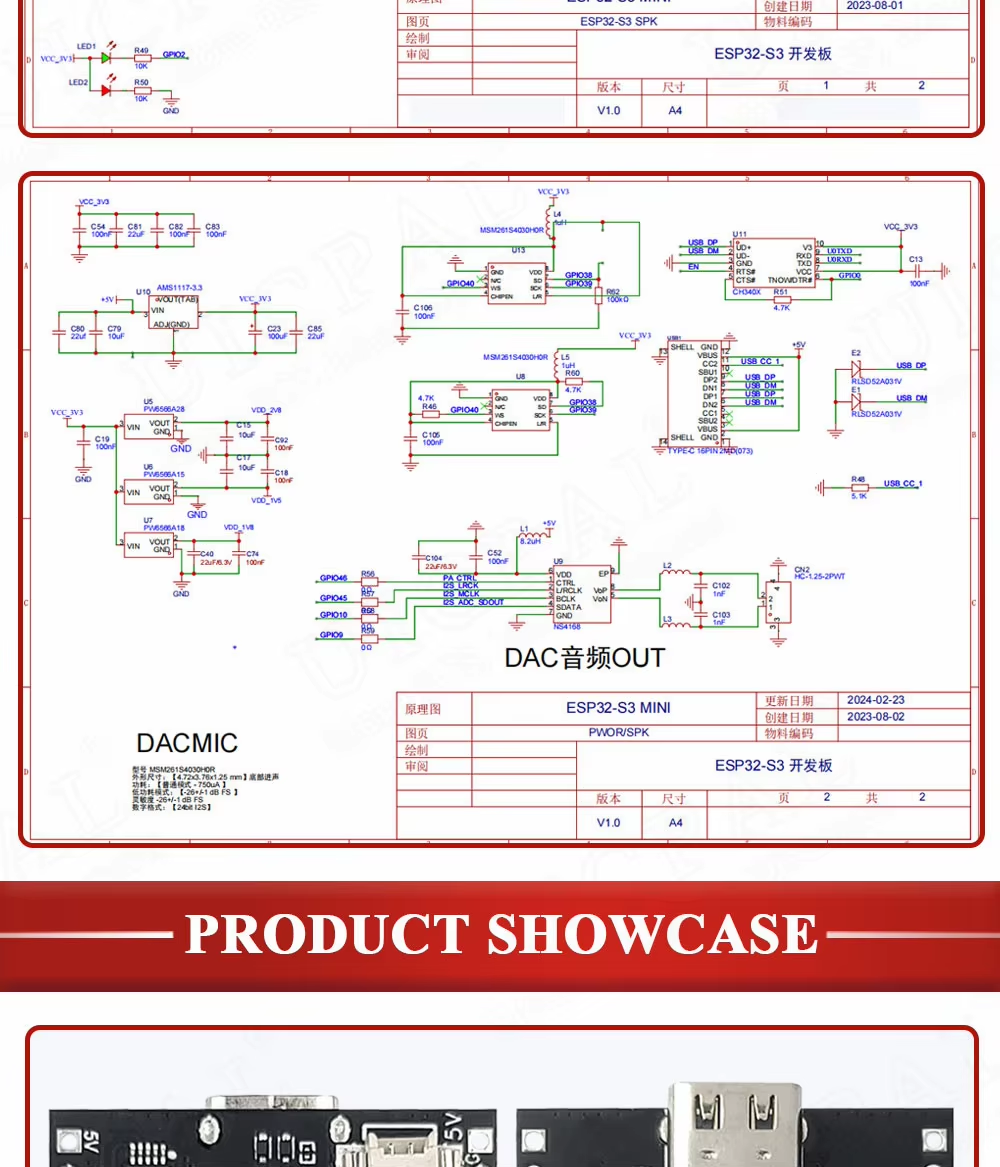 ESP32-S3 MINI
创建日期 2023-08-01
图页 ESP32-S3 SPK 物料编码
绘制
审阅
ESP32-S3 开发板
版本 尺寸 页 1 共 2
V1.0 A4
LED1
VCC_3V3
R49
10K
GPIO2
LED2
R50
10K
GND
D
D
VCC_3V3
C54 100nF
C81 22uF
C82 100nF
C83 100nF
U10 AMS1117-3.3
+5V
VOUT(TAB)
VIN
ADJ(GND)
VCC_3V3
C80 22uf
C79 10uF
C23 100uF
C85 22uF
VCC_3V3
C19 100nF
GND
U5
PW6566A28
VIN VOUT
GND
GND
VDD_2V8
C15 10uF
C92 100nF
C17 10uF
C18 100nF
VDD_1V5
U6
PW6566A15
VIN VOUT
GND
GND
U7
PW6566A18
VIN VOUT
GND
GND
VDD_1V8
C40 22uF/6.3V
C74 100nF
VCC_3V3
L4
1uH
MSM261S4030H0R
U13
GND VDD
N/C SD
WS SCK
CHIPEN L/R
GPIO40
GPIO38
GPIO39
R62
100kΩ
C106
100nF
VCC_3V3
MSM261S4030H0R
L5
1uH
U8
R60
4.7K
4.7K
R45
GPIO40
GND VDD
N/C SD
WS SCK
CHIPEN L/R
GPIO38
GPIO39
C105
100nF
U11
USB_DP
USB_DM
EN
UD+ V3
UD- RXD
GND TXD
RTS# VCC
CTS# TNOW/DTR#
CH340X
R51
4.7K
U0TXD
U0RXD
GPIO0
VCC_3V3
C13
100nF
USB1
SHELL GND
VBUS
CC2
SBU1
DP2
DN1
DP1
DN2
CC1
SBU2
VBUS
SHELL GND
TYPE-C 16PIN 2MD(073)
USB_CC_1
USB_DP
USB_DM
USB_DP
USB_DM
+5V
E2
RLSD52A031V
USB_DP
E1
RLSD52A031V
USB_DM
R48
5.1K
USB_CC_1
C104
22uF/6.3V
C52
100nF
L1
8.2uH
+5V
GPIO46 R56 PA_CTRL
GPIO45 R57 I2S_LRCK
GPIO10 R58 I2S_MCLK
GPIO9 R59 I2S_ADC_SDOUT
0Ω
U9
VDD EP
CTRL
L/RCLK VoP
BCLK VoN
SDATA
GND
NS4168
L2
L3
C102
1nF
C103
1nF
CN2
HC-1.25-2PWT
DAC音频OUT
DACMIC
型号 MSM261S4030H0R
外形尺寸：【4.72x3.76x1.25 mm】底部进声
功耗：【普通模式 - 750uA 】
低功耗模式：【-26+/-1 dB FS 】
灵敏度 -26+/-1 dB FS
数字格式：【24bit I2S】
原理图 ESP32-S3 MINI 更新日期 2024-02-23
创建日期 2023-08-02
图页 PWOR/SPK 物料编码
绘制
审阅
ESP32-S3 开发板
版本 尺寸 页 2 共 2
V1.0 A4
PRODUCT SHOWCASE
5V
5V